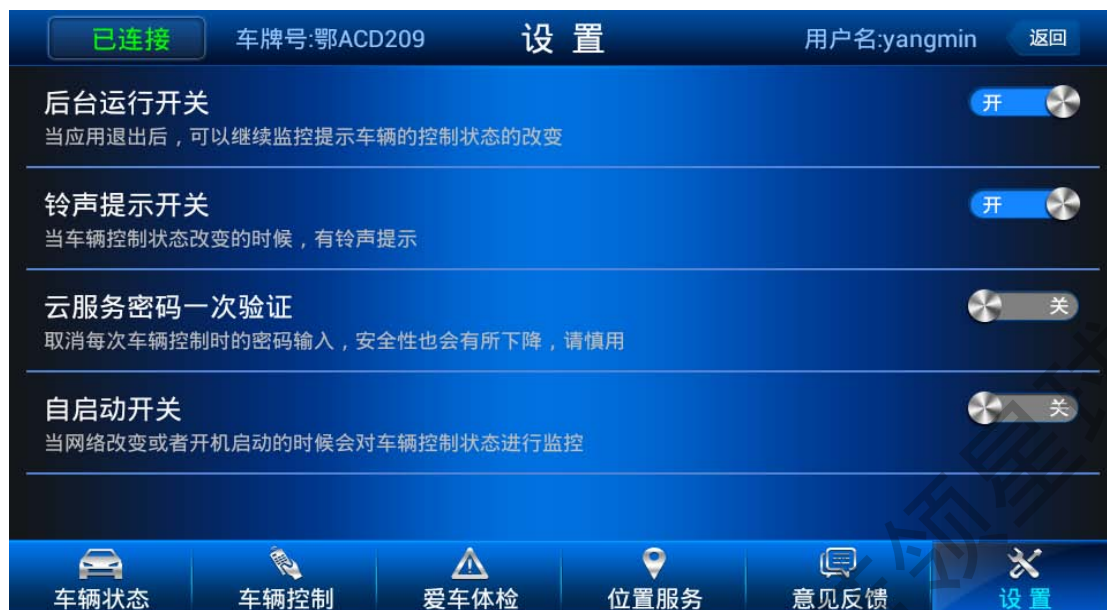 已连接 车牌号:鄂ACD209 设 置 用户名:yangmin 返回
后台运行开关 开
当应用退出后，可以继续监控提示车辆的控制状态的改变
铃声提示开关 开
当车辆控制状态改变的时候，有铃声提示
云服务密码一次验证 关
取消每次车辆控制时的密码输入，安全性也会有所下降，请慎用
自启动开关 关
当网络改变或者开机启动的时候会对车辆控制状态进行监控
车辆状态 车辆控制 爱车体检 位置服务 意见反馈 设 置